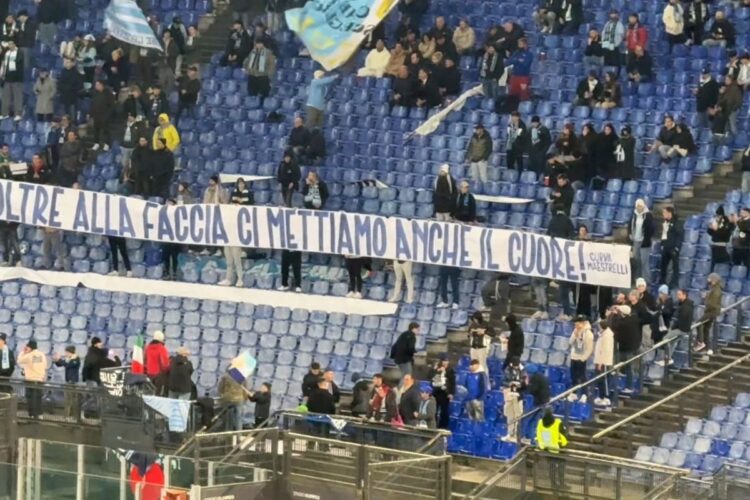 OLTRE ALLA FACCIA CI METTIAMO ANCHE IL CUORE!
CURVA
MAESTRELLI